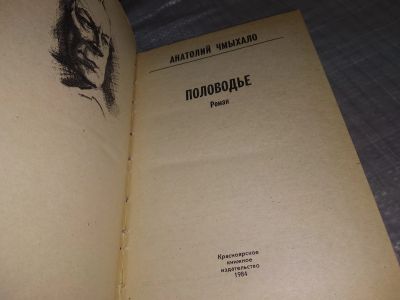 АНАТОЛИЙ ЧМЫХАЛО
ПОЛОВОДЬЕ
Роман
Красноярское
книжное
издательство
1984